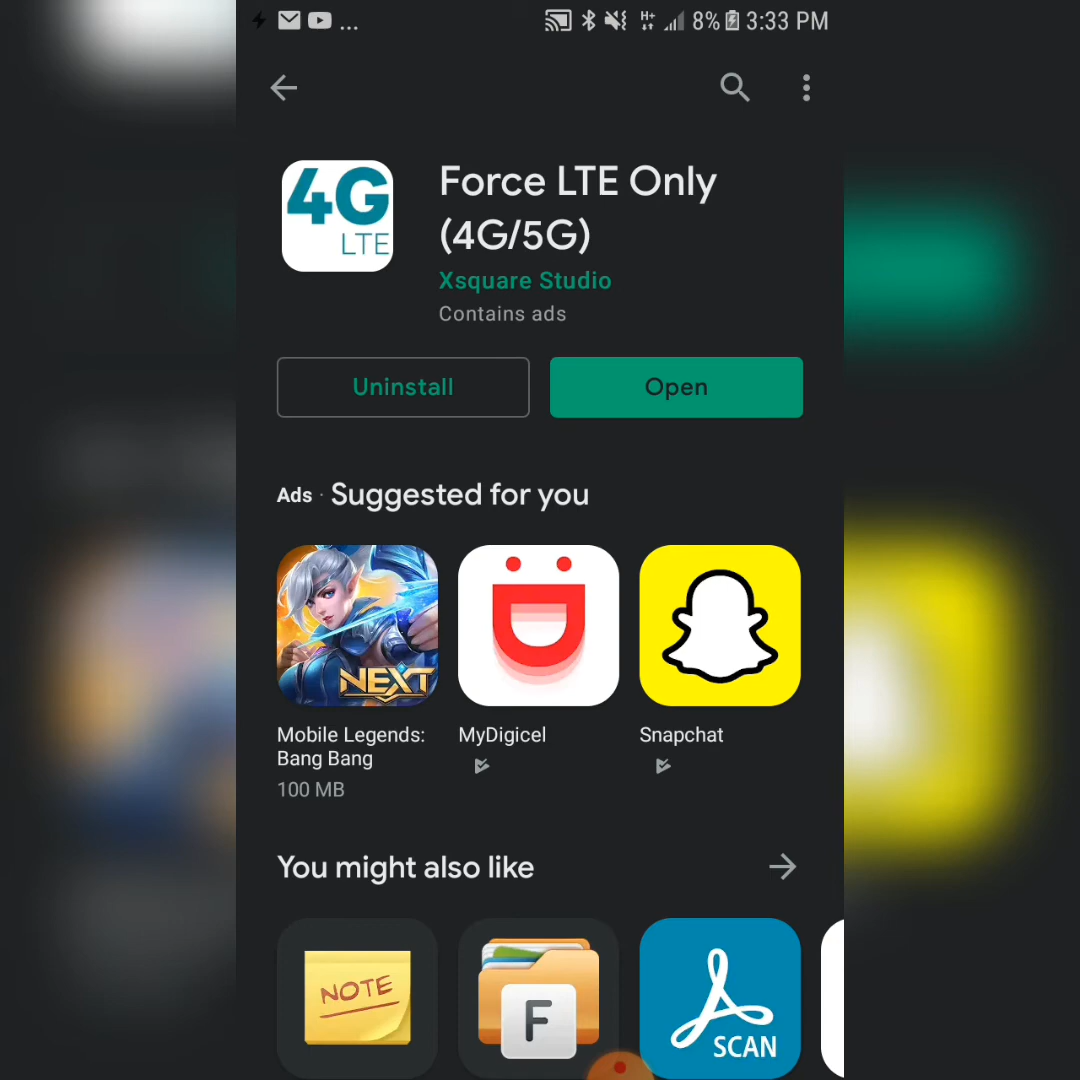 ... H+ 8% 3:33 PM
4G
LTE
Force LTE Only
(4G/5G)
Xsquare Studio
Contains ads
Uninstall
Open
Ads · Suggested for you
NEXT
Mobile Legends:
Bang Bang
100 MB
MyDigicel
Snapchat
You might also like
NOTE
F
SCAN